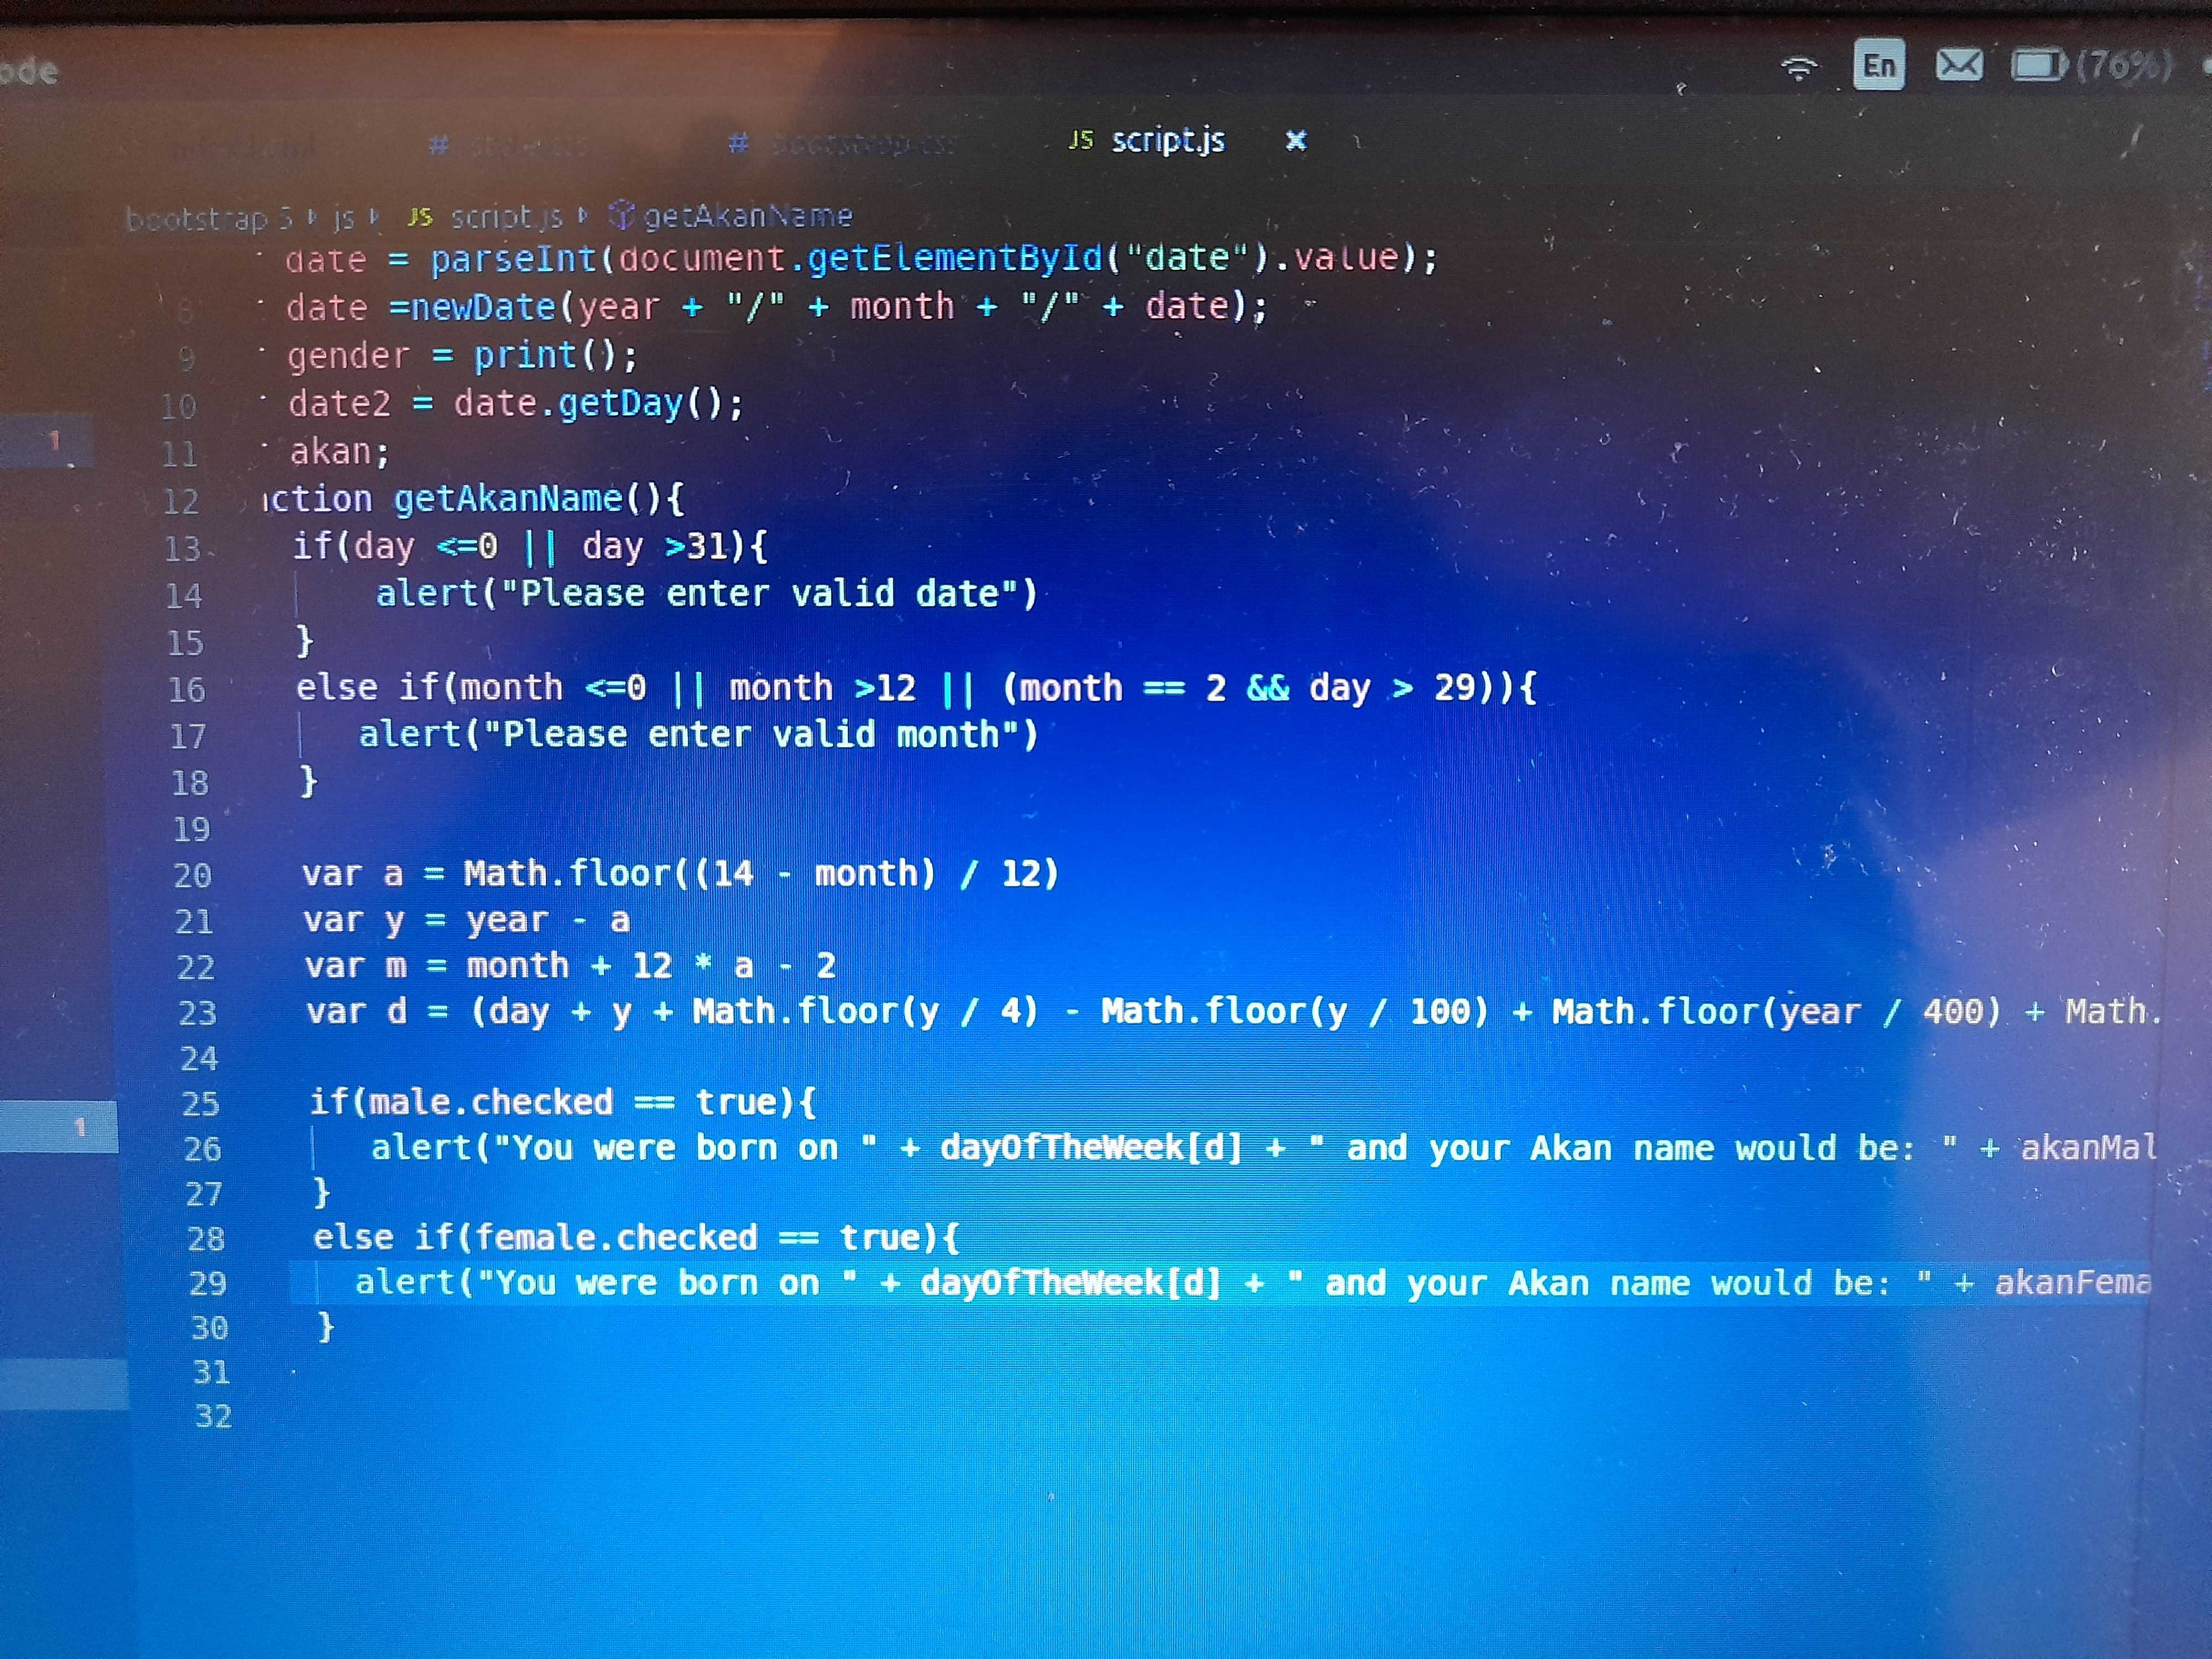 ode
En
(76%)
JS script.js ×
bootstrap 5 js JS script.js getAkanName
date = parseInt(document.getElementById("date").value);
8 date =newDate(year + "/" + month + "/" + date);
9 gender = print();
10 date2 = date.getDay();
11 akan;
12 ction getAkanName(){
13 if(day <=0 || day >31){
14 alert("Please enter valid date")
15 }
16 else if(month <=0 || month >12 || (month == 2 && day > 29)){
17 alert("Please enter valid month")
18 }
19
20 var a = Math.floor((14 - month) / 12)
21 var y = year - a
22 var m = month + 12 * a - 2
23 var d = (day + y + Math.floor(y / 4) - Math.floor(y / 100) + Math.floor(year / 400) + Math.
24
25 if(male.checked == true){
26 alert("You were born on " + dayOfTheWeek[d] + " and your Akan name would be: " + akanMal
27 }
28 else if(female.checked == true){
29 alert("You were born on " + dayOfTheWeek[d] + " and your Akan name would be: " + akanFema
30 }
31
32
1
1